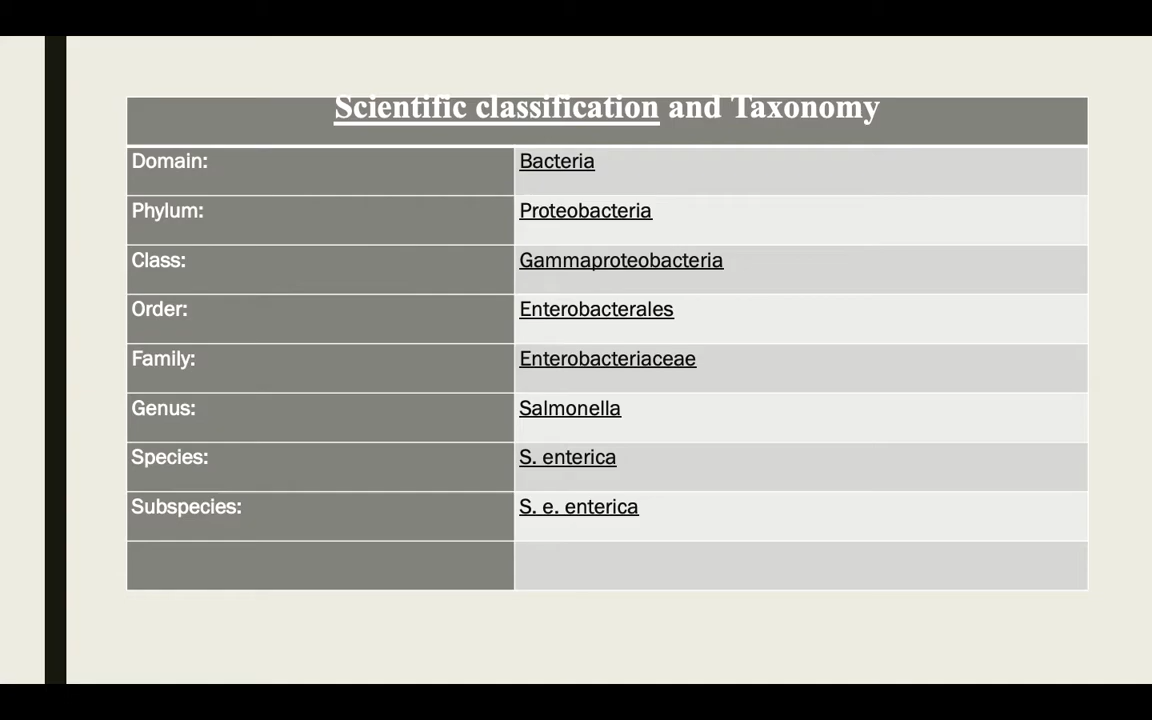 Scientific classification and Taxonomy
Domain: Bacteria
Phylum: Proteobacteria
Class: Gammaproteobacteria
Order: Enterobacterales
Family: Enterobacteriaceae
Genus: Salmonella
Species: S. enterica
Subspecies: S. e. enterica